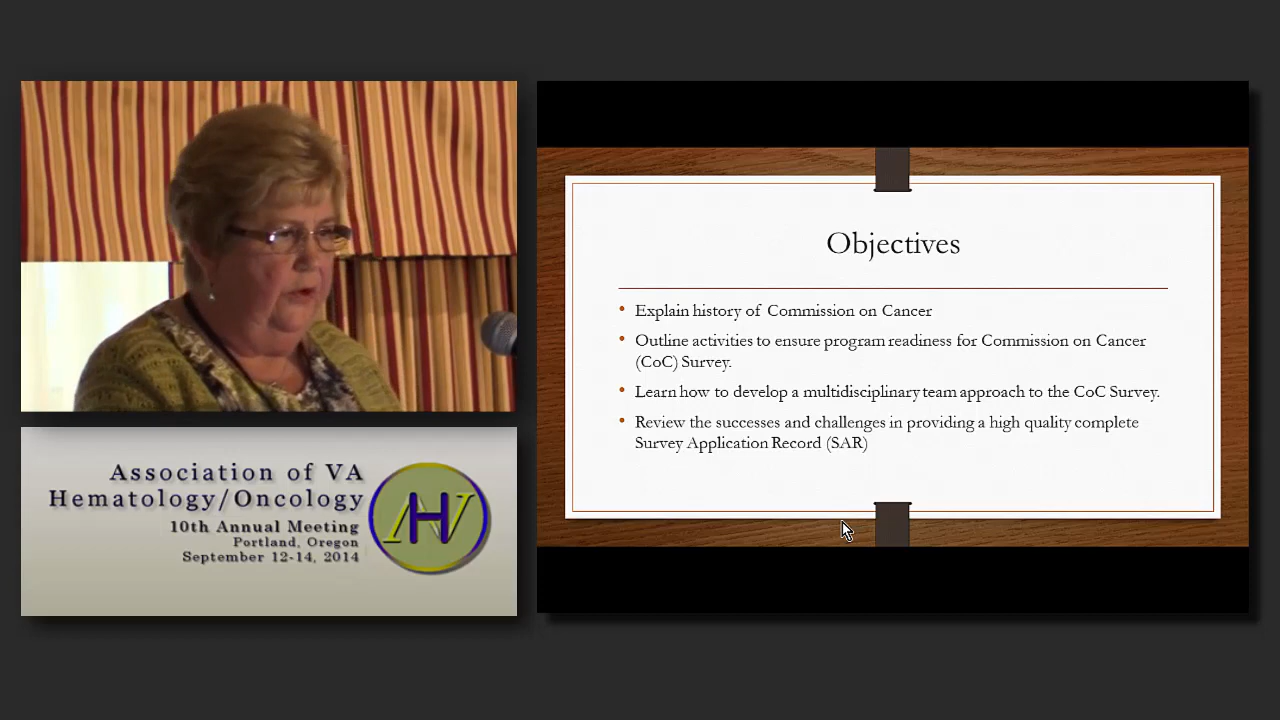 Association of VA
Hematology/Oncology
10th Annual Meeting
Portland, Oregon
September 12-14, 2014
Objectives
• Explain history of Commission on Cancer
• Outline activities to ensure program readiness for Commission on Cancer
(CoC) Survey.
• Learn how to develop a multidisciplinary team approach to the CoC Survey.
• Review the successes and challenges in providing a high quality complete
Survey Application Record (SAR)